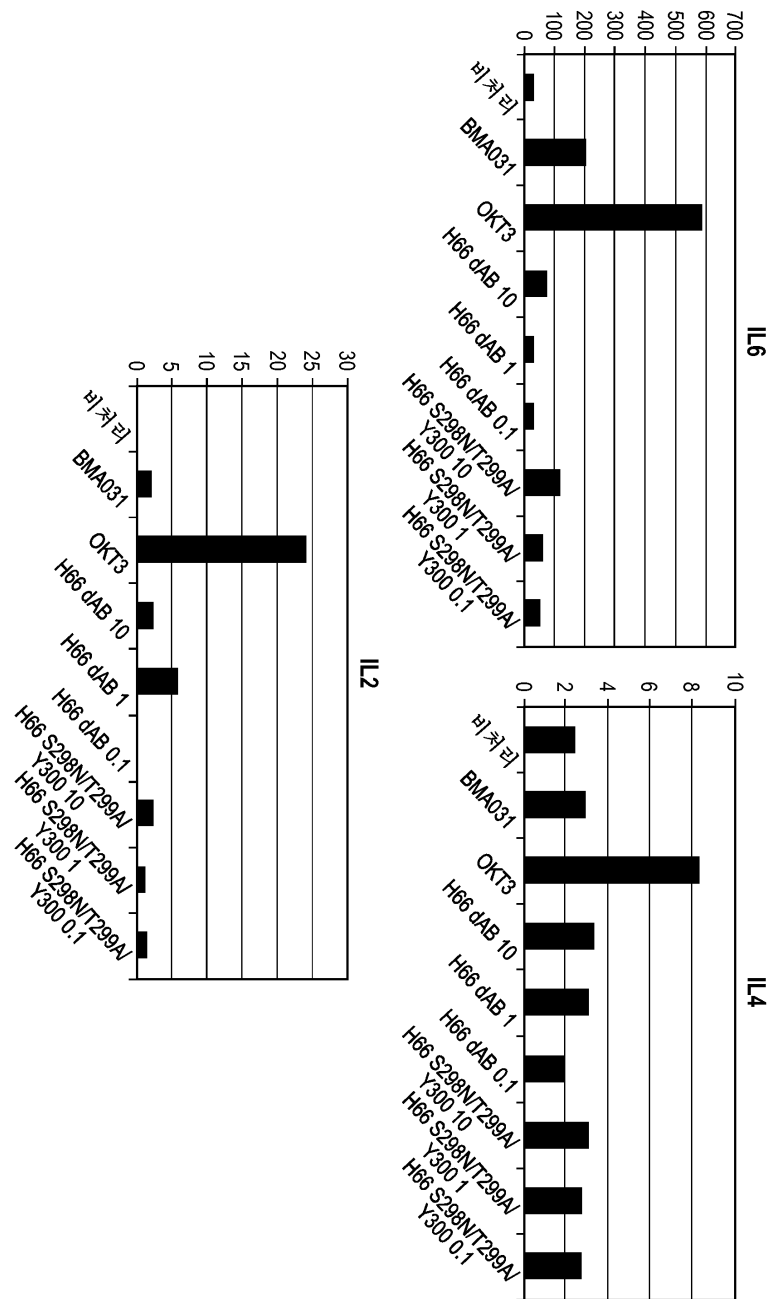 IL6
700
600
500
400
300
200
100
0
비처리
BMA031
OKT3
H66 dAB 10
H66 dAB 1
H66 dAB 0.1
H66 S298N/T299A/
Y300 10
H66 S298N/T299A/
Y300 1
H66 S298N/T299A/
Y300 0.1
IL4
10
8
6
4
2
0
비처리
BMA031
OKT3
H66 dAB 10
H66 dAB 1
H66 dAB 0.1
H66 S298N/T299A/
Y300 10
H66 S298N/T299A/
Y300 1
H66 S298N/T299A/
Y300 0.1
IL2
30
25
20
15
10
5
0
비처리
BMA031
OKT3
H66 dAB 10
H66 dAB 1
H66 dAB 0.1
H66 S298N/T299A/
Y300 10
H66 S298N/T299A/
Y300 1
H66 S298N/T299A/
Y300 0.1